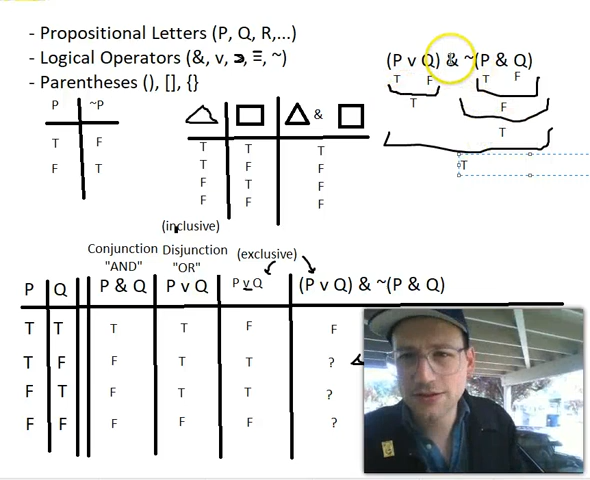 - Propositional Letters (P, Q, R,...)
- Logical Operators (&, v, ⊃, ≡, ~)
- Parentheses (), [], {}
(P v Q) & ~(P & Q)
T F T F
T F
T
T
P ~P
T F
F T
&
T T T
T F F
F T F
F F F
(inclusive)
Conjunction Disjunction (exclusive)
"AND" "OR"
P Q P & Q P v Q P v Q (P v Q) & ~(P & Q)
T T T T F F
T F F T T ?
F T F T T ?
F F F F F ?